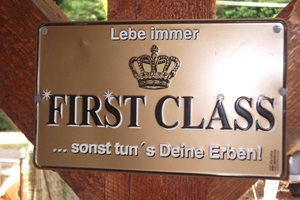 Lebe immer
FIRST CLASS
... sonst tun´s Deine Erben!